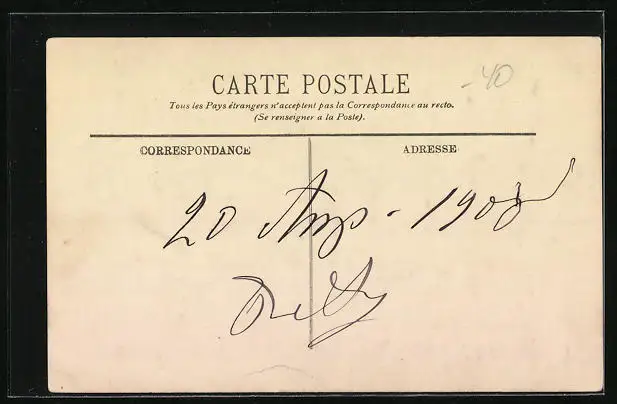 CARTE POSTALE
-40
Tous les Pays étrangers n'acceptent pas la Correspondance au recto.
(Se renseigner a la Poste).
CORRESPONDANCE
ADRESSE
20 - 1908